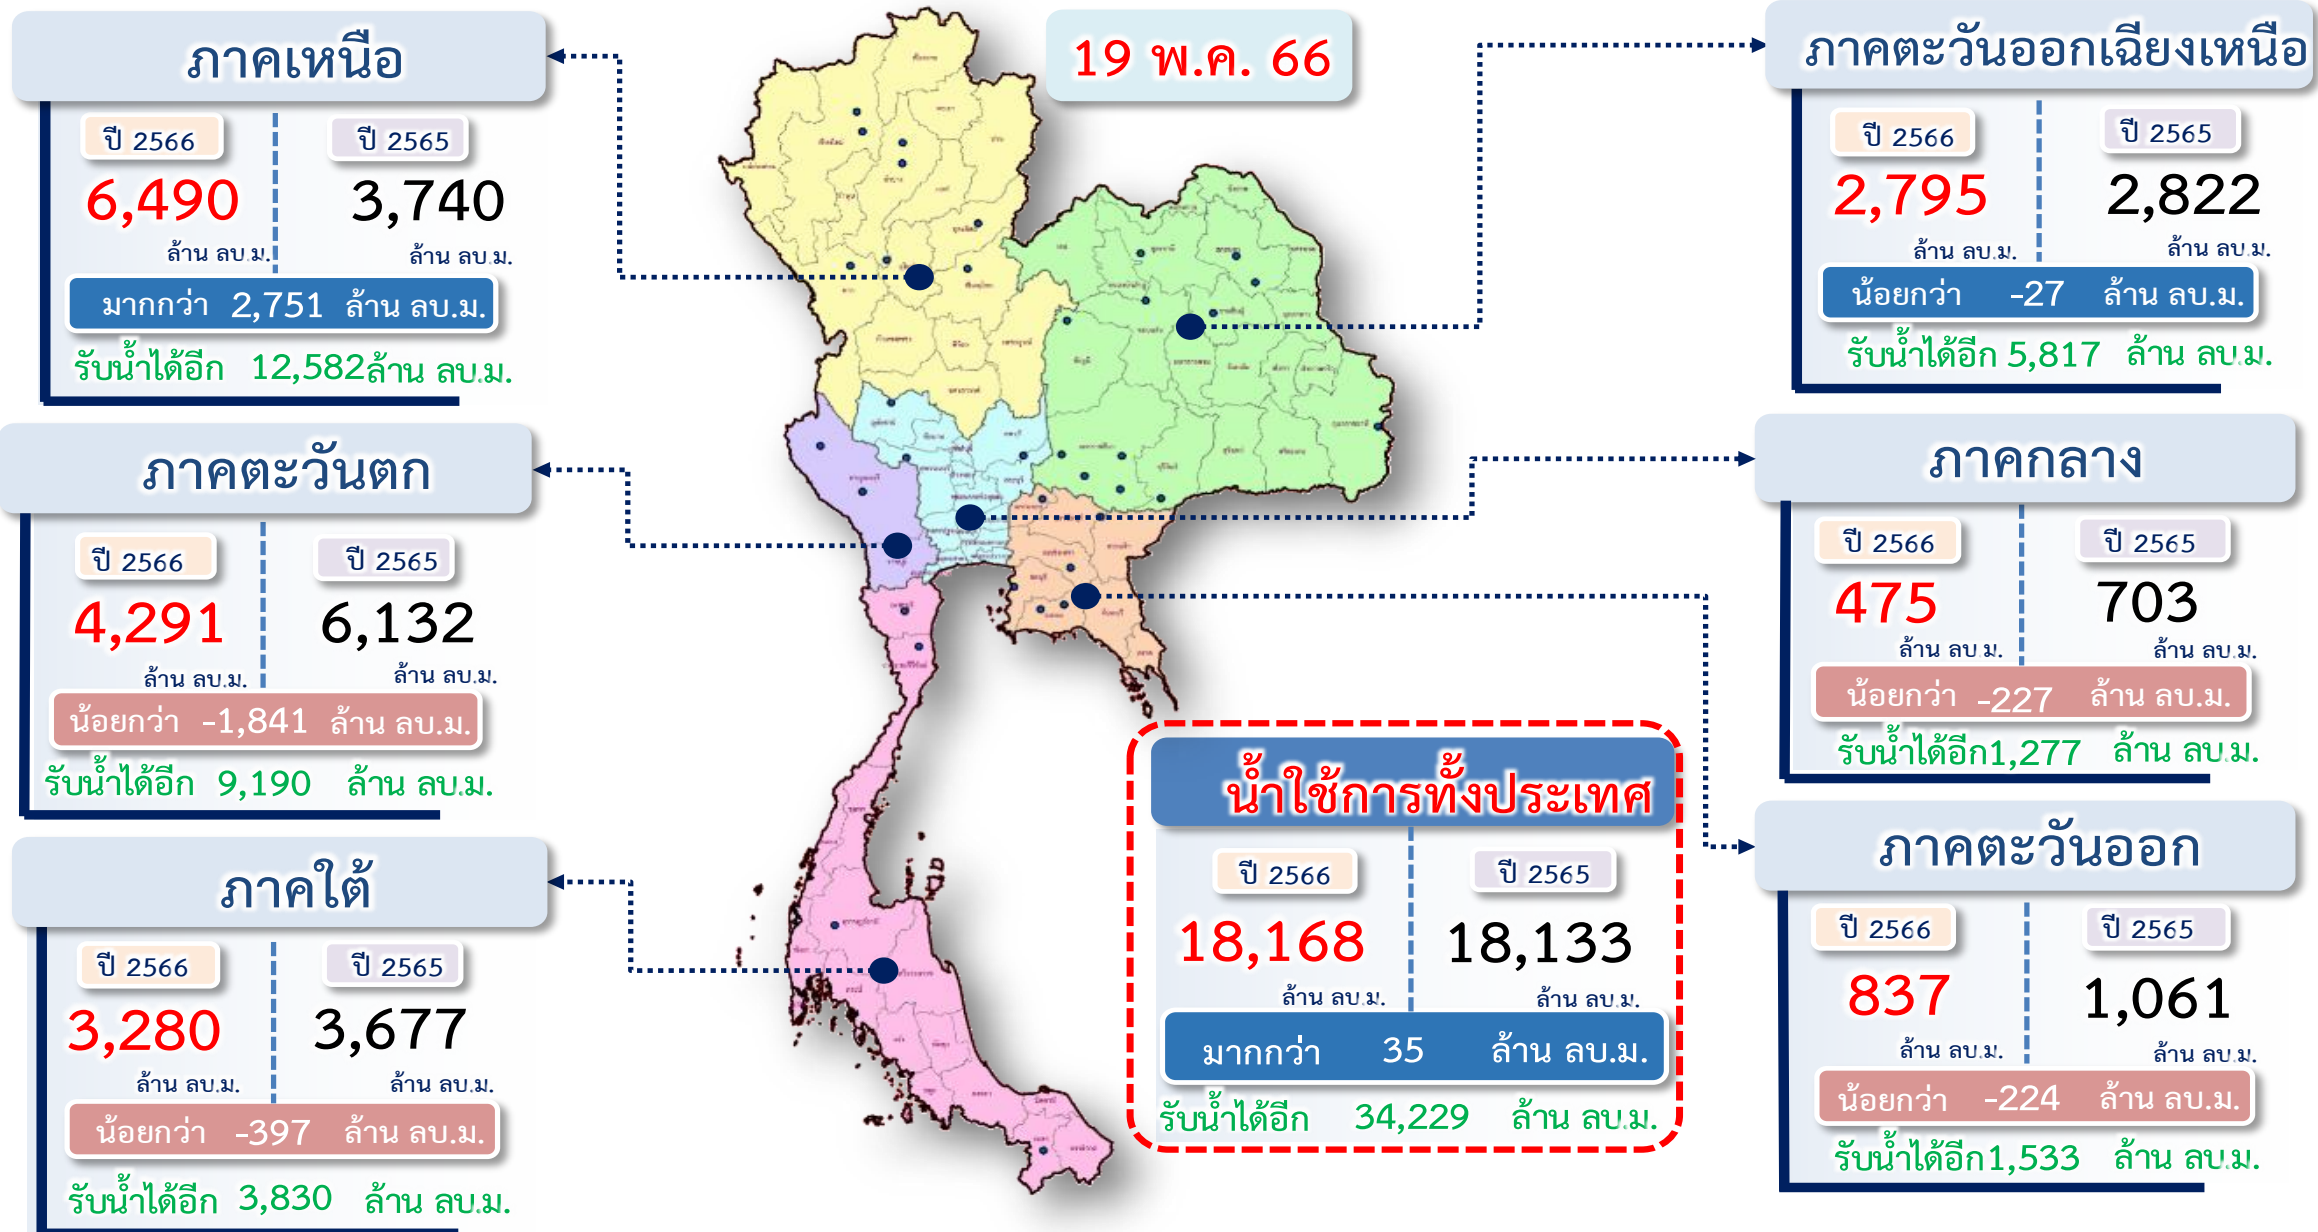 ภาคเหนือ
ปี 2566
ปี 2565
6,490
3,740
ล้าน ลบ.ม.
ล้าน ลบ.ม.
มากกว่า 2,751 ล้าน ลบ.ม.
รับน้ำได้อีก 12,582ล้าน ลบ.ม.
ภาคตะวันตก
ปี 2566
ปี 2565
4,291
6,132
ล้าน ลบ.ม.
ล้าน ลบ.ม.
น้อยกว่า -1,841 ล้าน ลบ.ม.
รับน้ำได้อีก 9,190 ล้าน ลบ.ม.
ภาคใต้
ปี 2566
ปี 2565
3,280
3,677
ล้าน ลบ.ม.
ล้าน ลบ.ม.
น้อยกว่า -397 ล้าน ลบ.ม.
รับน้ำได้อีก 3,830 ล้าน ลบ.ม.
19 พ.ค. 66
น้ำใช้การทั้งประเทศ
ปี 2566
ปี 2565
18,168
18,133
ล้าน ลบ.ม.
ล้าน ลบ.ม.
มากกว่า 35 ล้าน ลบ.ม.
รับน้ำได้อีก 34,229 ล้าน ลบ.ม.
ภาคตะวันออกเฉียงเหนือ
ปี 2566
ปี 2565
2,795
2,822
ล้าน ลบ.ม.
ล้าน ลบ.ม.
น้อยกว่า -27 ล้าน ลบ.ม.
รับน้ำได้อีก 5,817 ล้าน ลบ.ม.
ภาคกลาง
ปี 2566
ปี 2565
475
703
ล้าน ลบ.ม.
ล้าน ลบ.ม.
น้อยกว่า -227 ล้าน ลบ.ม.
รับน้ำได้อีก1,277 ล้าน ลบ.ม.
ภาคตะวันออก
ปี 2566
ปี 2565
837
1,061
ล้าน ลบ.ม.
ล้าน ลบ.ม.
น้อยกว่า -224 ล้าน ลบ.ม.
รับน้ำได้อีก1,533 ล้าน ลบ.ม.